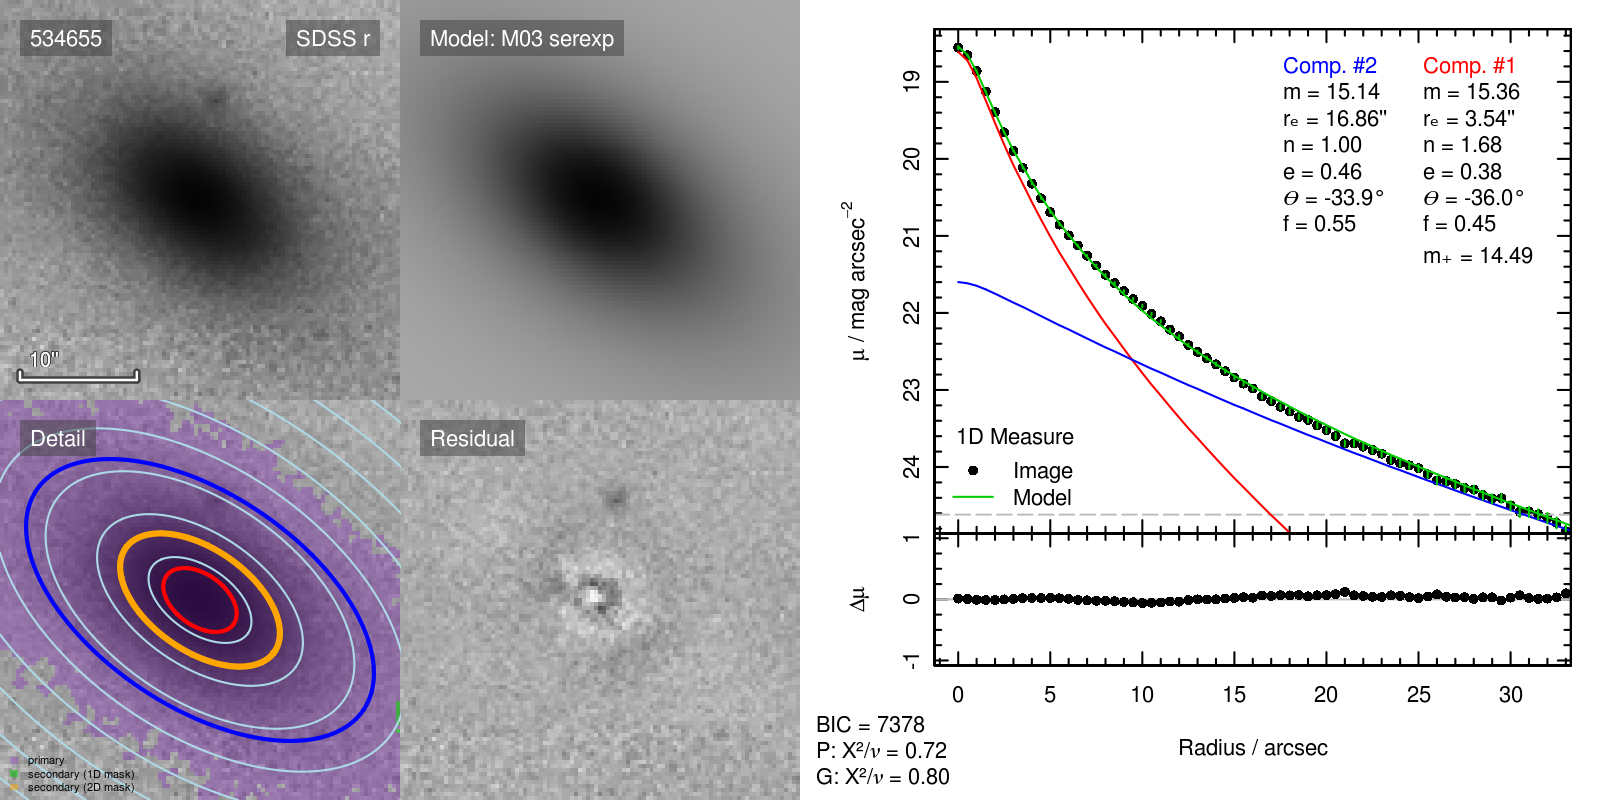 534655
SDSS r
Model: M03 serexp
10"
Detail
Residual
primary
secondary (1D mask)
secondary (2D mask)
μ / mag arcsec⁻²
19
20
21
22
23
24
Comp. #2
m = 15.14
rₑ = 16.86"
n = 1.00
e = 0.46
Θ = -33.9°
f = 0.55
Comp. #1
m = 15.36
rₑ = 3.54"
n = 1.68
e = 0.38
Θ = -36.0°
f = 0.45
m₊ = 14.49
1D Measure
Image
Model
Δμ
1
0
-1
0 5 10 15 20 25 30
Radius / arcsec
BIC = 7378
P: X²/ν = 0.72
G: X²/ν = 0.80